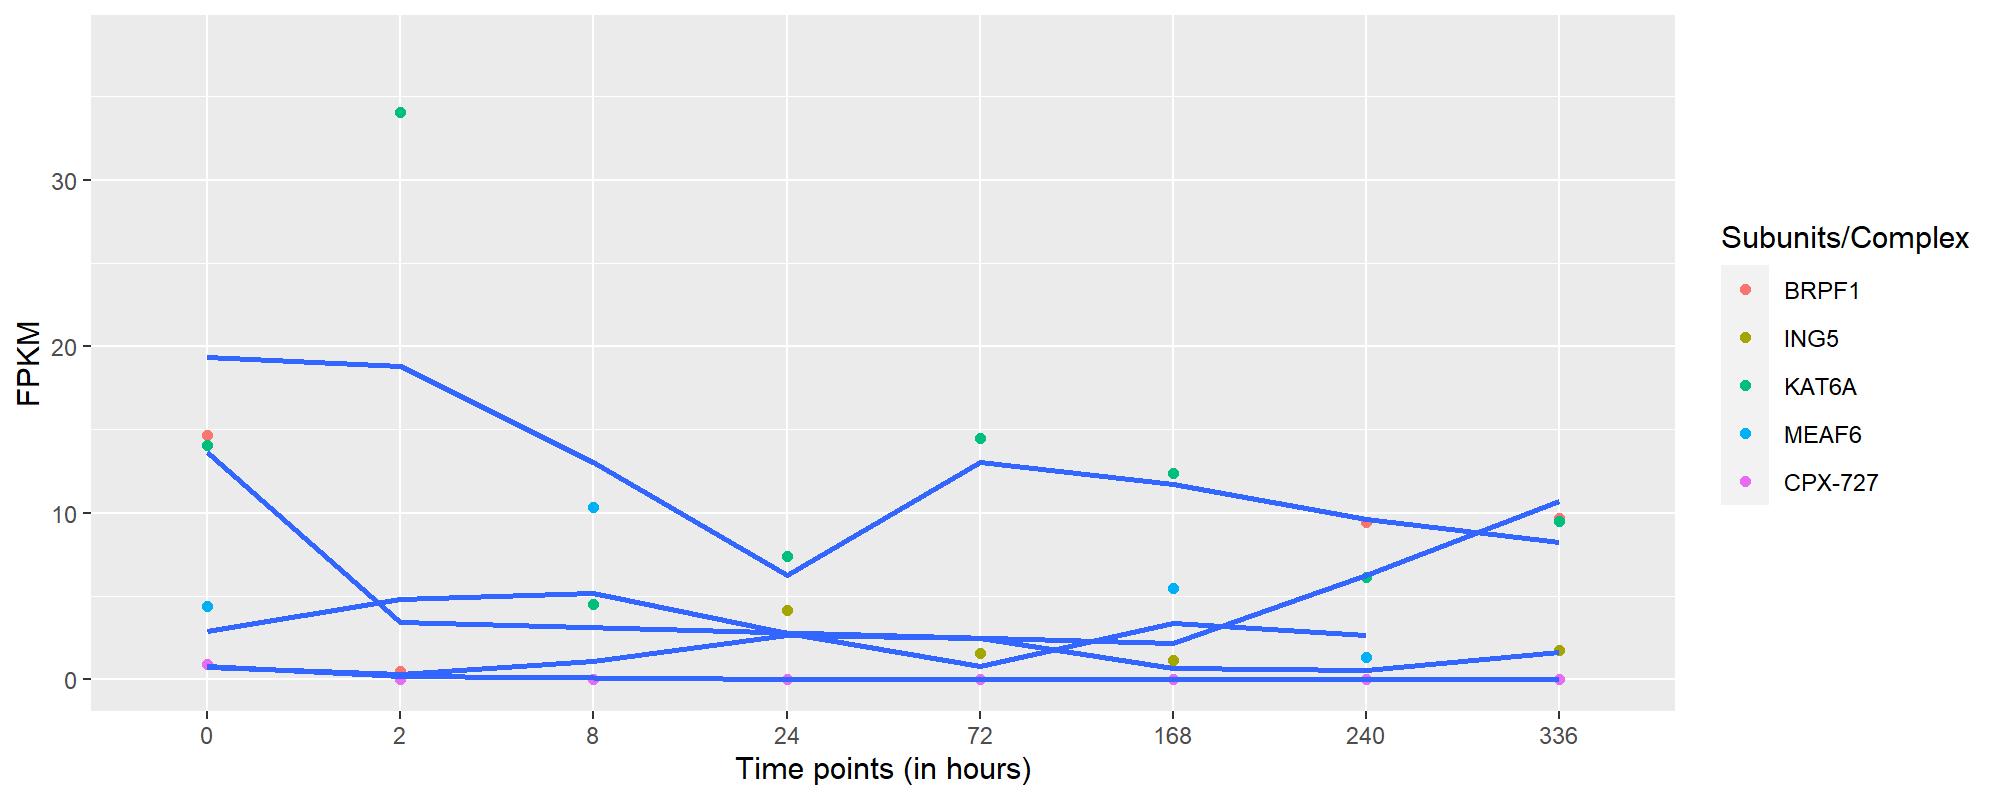 FPKM
30
20
10
0
0 2 8 24 72 168 240 336
Time points (in hours)
Subunits/Complex
BRPF1
ING5
KAT6A
MEAF6
CPX-727